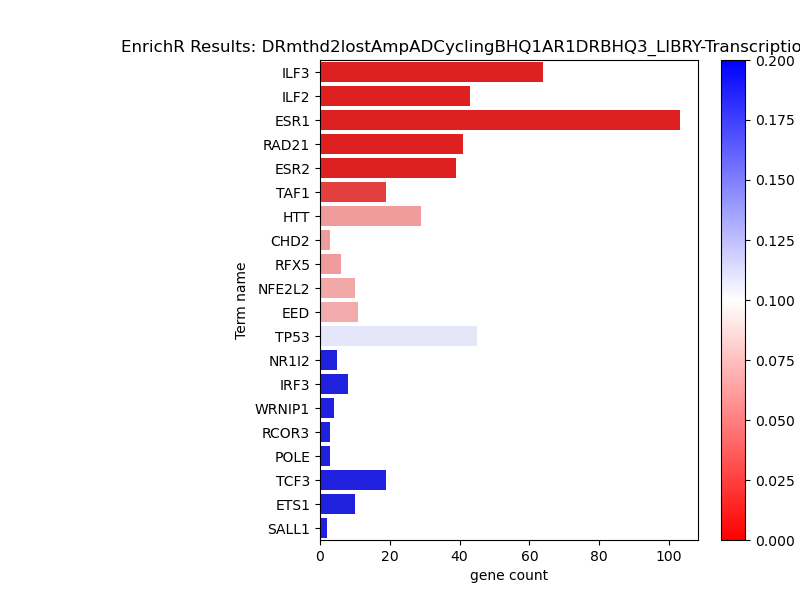 EnrichR Results: DRmthd2lostAmpADCyclingBHQ1AR1DRBHQ3_LIBRY-Transcriptio
ILF3
ILF2
ESR1
RAD21
ESR2
TAF1
HTT
CHD2
RFX5
NFE2L2
EED
TP53
NR1I2
IRF3
WRNIP1
RCOR3
POLE
TCF3
ETS1
SALL1
Term name
0 20 40 60 80 100
gene count
0.200
0.175
0.150
0.125
0.100
0.075
0.050
0.025
0.000